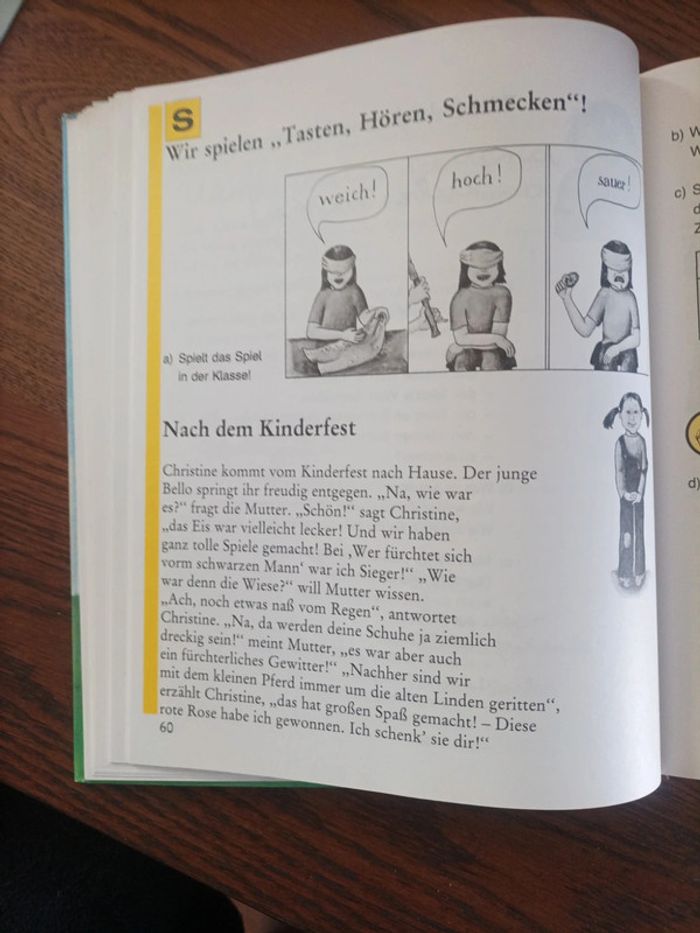 S
Wir spielen „Tasten, Hören, Schmecken“!
weich!
hoch!
sauer!
a) Spielt das Spiel
in der Klasse!
Nach dem Kinderfest
Christine kommt vom Kinderfest nach Hause. Der junge
Bello springt ihr freudig entgegen. „Na, wie war
es?“ fragt die Mutter. „Schön!“ sagt Christine,
„das Eis war vielleicht lecker! Und wir haben
ganz tolle Spiele gemacht! Bei ‚Wer fürchtet sich
vorm schwarzen Mann‘ war ich Sieger!“ „Wie
war denn die Wiese?“ will Mutter wissen.
„Ach, noch etwas naß vom Regen“, antwortet
Christine. „Na, da werden deine Schuhe ja ziemlich
dreckig sein!“ meint Mutter, „es war aber auch
ein fürchterliches Gewitter!“ „Nachher sind wir
mit dem kleinen Pferd immer um die alten Linden geritten“,
erzählt Christine, „das hat großen Spaß gemacht! – Diese
rote Rose habe ich gewonnen. Ich schenk’ sie dir!“
60
b)
c)
d)